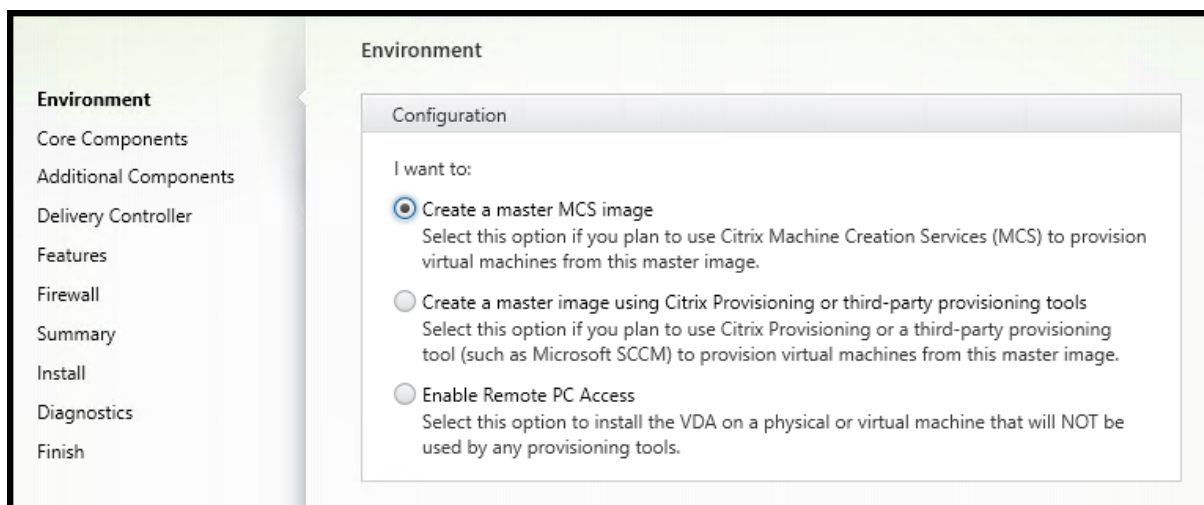 Environment
Core Components
Additional Components
Delivery Controller
Features
Firewall
Summary
Install
Diagnostics
Finish
Environment
Configuration
I want to:
Create a master MCS image
Select this option if you plan to use Citrix Machine Creation Services (MCS) to provision
virtual machines from this master image.
Create a master image using Citrix Provisioning or third-party provisioning tools
Select this option if you plan to use Citrix Provisioning or a third-party provisioning
tool (such as Microsoft SCCM) to provision virtual machines from this master image.
Enable Remote PC Access
Select this option to install the VDA on a physical or virtual machine that will NOT be
used by any provisioning tools.